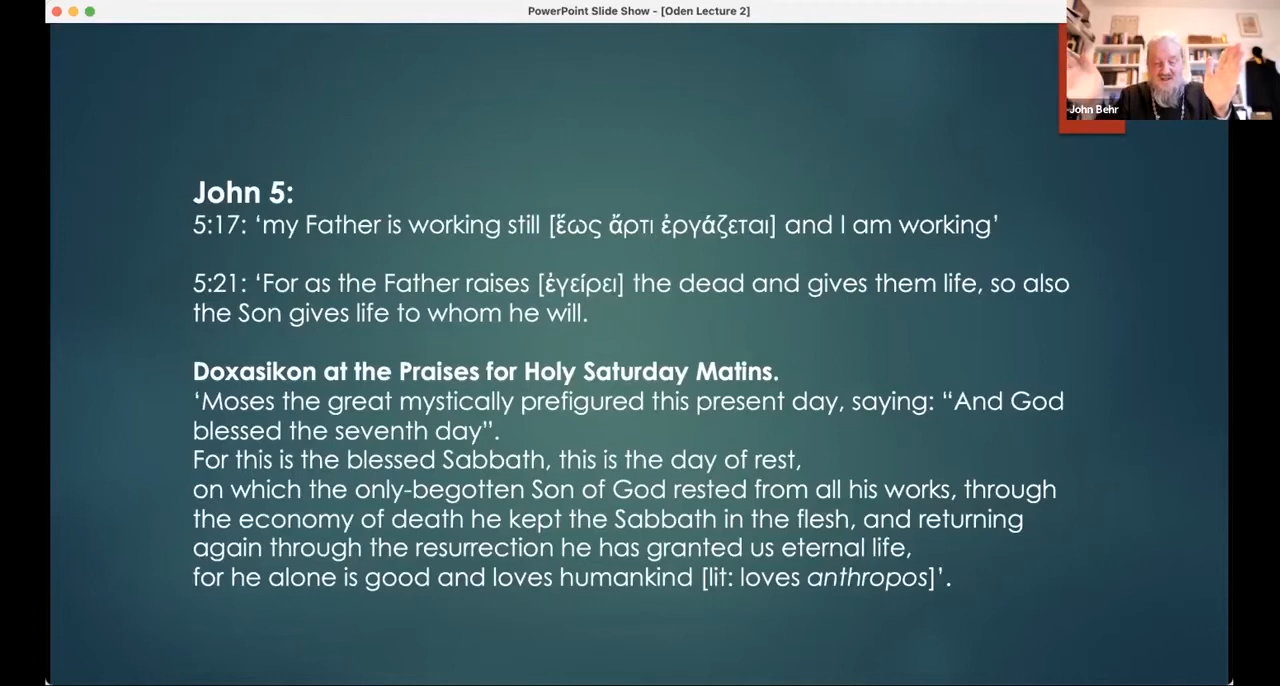 PowerPoint Slide Show - [Oden Lecture 2]
John Behr
John 5:
5:17: ‘my Father is working still [ἕως ἄρτι ἐργάζεται] and I am working’
5:21: ‘For as the Father raises [ἐγείρει] the dead and gives them life, so also
the Son gives life to whom he will.
Doxasikon at the Praises for Holy Saturday Matins.
‘Moses the great mystically prefigured this present day, saying: “And God
blessed the seventh day”.
For this is the blessed Sabbath, this is the day of rest,
on which the only-begotten Son of God rested from all his works, through
the economy of death he kept the Sabbath in the flesh, and returning
again through the resurrection he has granted us eternal life,
for he alone is good and loves humankind [lit: loves anthropos]’.